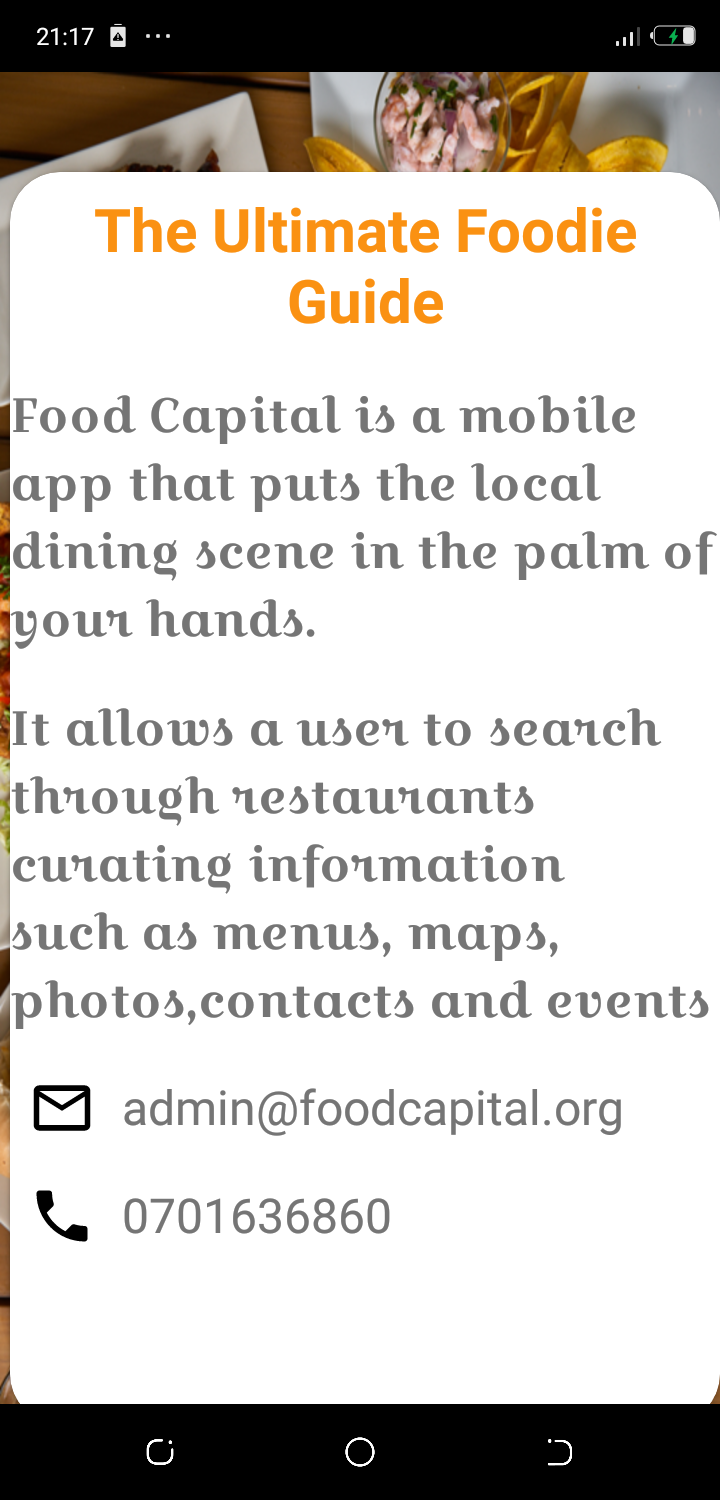 21:17
The Ultimate Foodie
Guide
Food Capital is a mobile
app that puts the local
dining scene in the palm of
your hands.
It allows a user to search
through restaurants
curating information
such as menus, maps,
photos,contacts and events
admin@foodcapital.org
0701636860